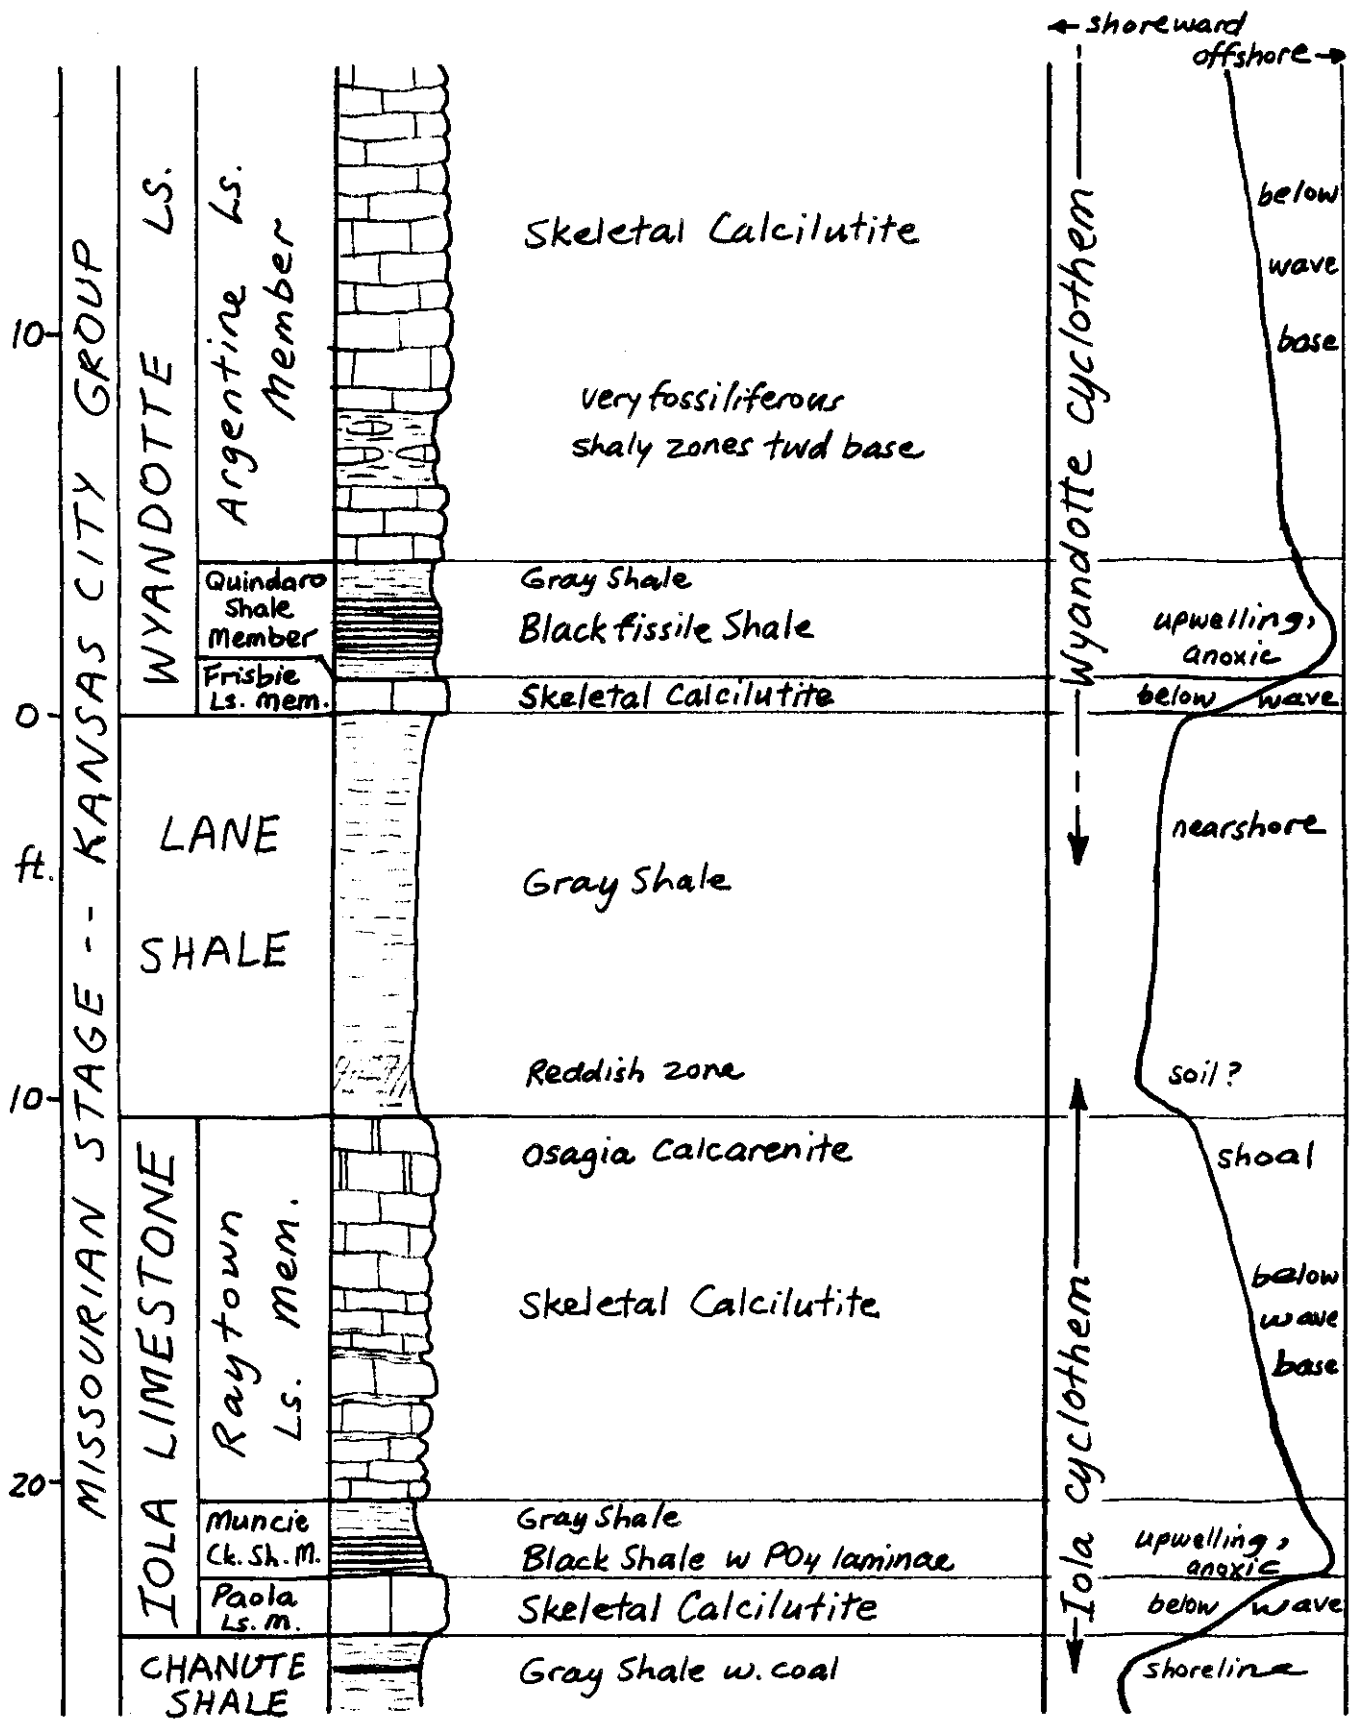 ← shoreward
offshore →
10
0
ft.
10
20
MISSOURIAN STAGE -- KANSAS CITY GROUP
WYANDOTTE LS.
Argentine Ls.
Member
Skeletal Calcilutite
very fossiliferous
shaly zones twd base
Quindaro
Shale
Member
Gray Shale
Black fissile Shale
Frisbie
Ls. Mem.
Skeletal Calcilutite
LANE
SHALE
Gray Shale
Reddish zone
IOLA LIMESTONE
Raytown
Ls. Mem.
Osagia Calcarenite
Skeletal Calcilutite
Muncie
Ck. Sh. M.
Gray Shale
Black Shale w PO4 laminae
Paola
Ls. M.
Skeletal Calcilutite
CHANUTE
SHALE
Gray Shale w. coal
Wyandotte cyclothem
Iola cyclothem
below
wave
base
upwelling,
anoxic
below wave
nearshore
soil?
shoal
below
wave
base
upwelling,
anoxic
below wave
shoreline